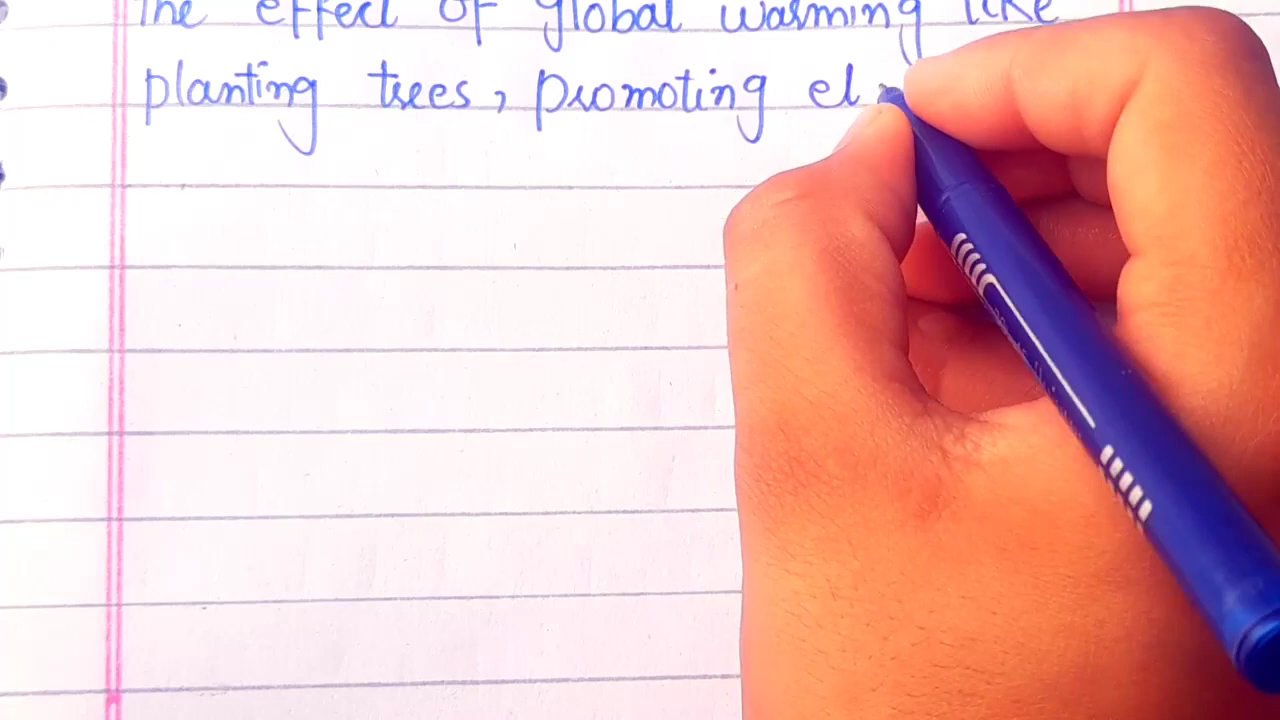 the effect of global warming like
planting trees, promoting el